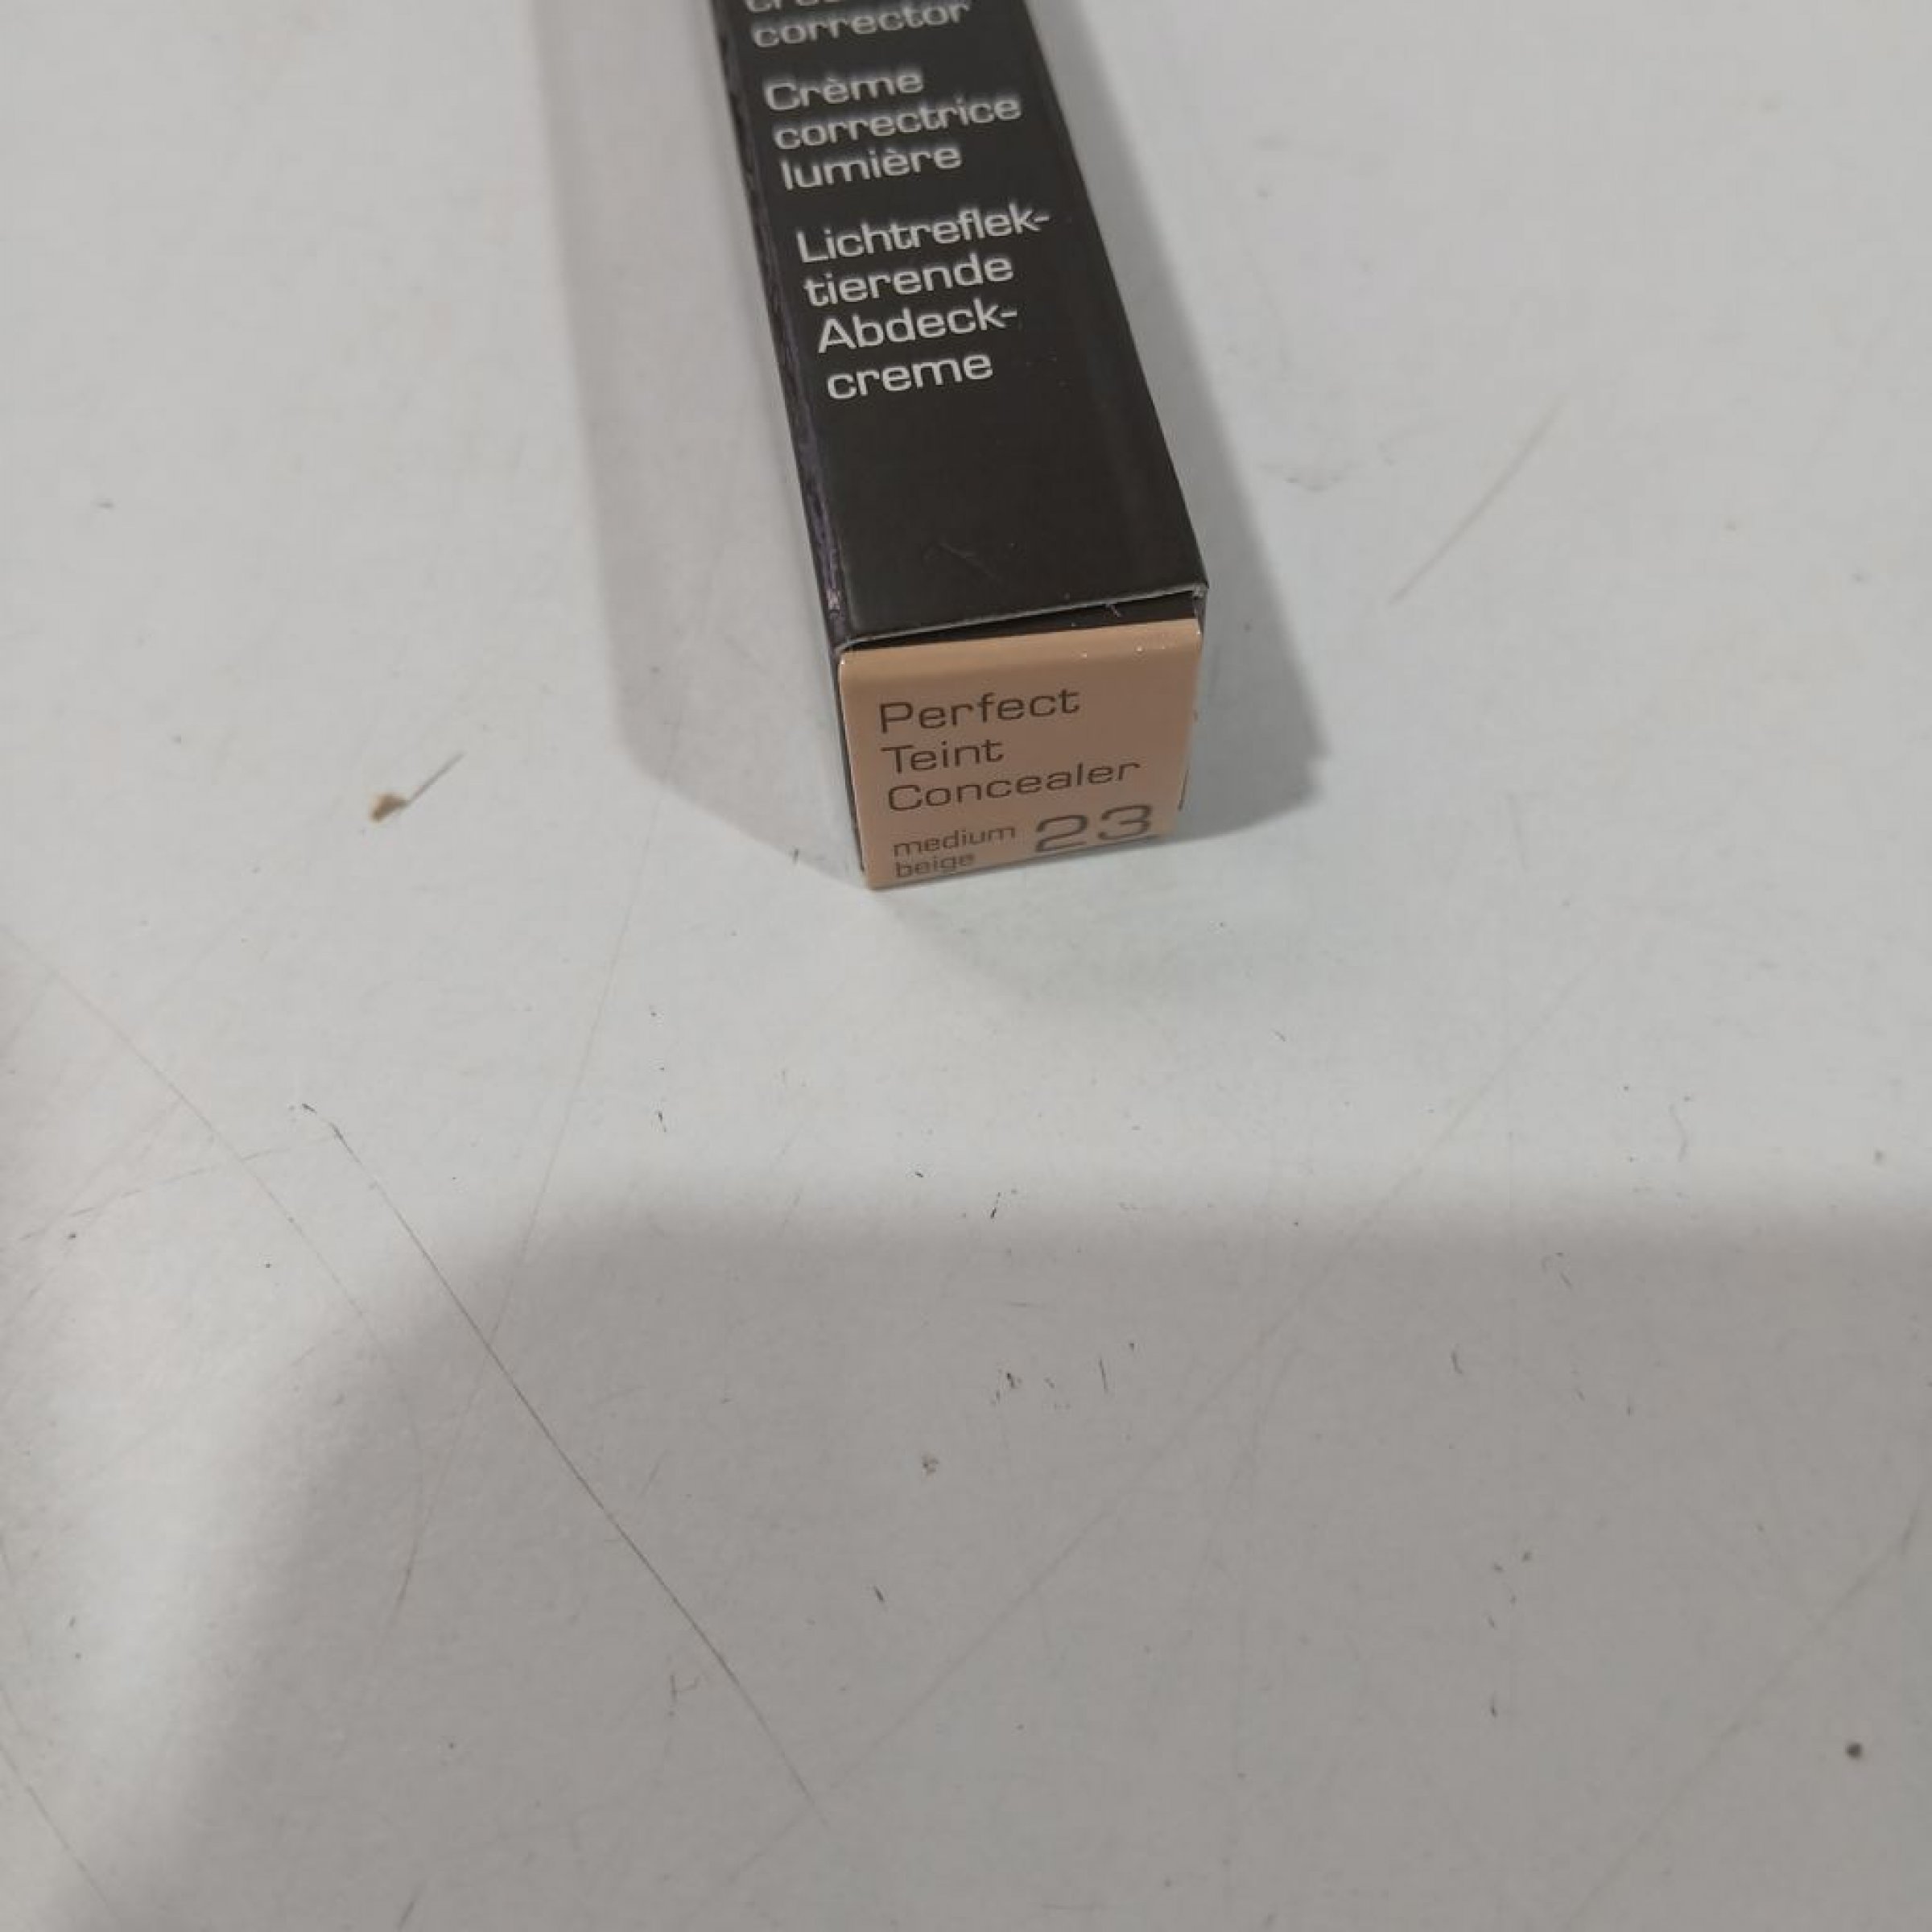 corrector
Crème
correctrice
lumière
Lichtreflek-
tierende
Abdeck-
creme
Perfect
Teint
Concealer
medium 23
beige